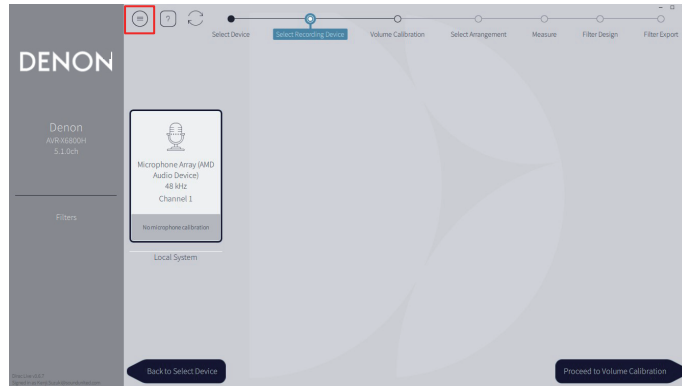 ?
Select Device
Select Recording Device
Volume Calibration
Select Arrangement
Measure
Filter Design
Filter Export
DENON
Denon
AVR-X6800H
5.1.0ch
Filters
Microphone Array (AMD
Audio Device)
48 kHz
Channel 1
No microphone calibration
Local System
Back to Select Device
Proceed to Volume Calibration